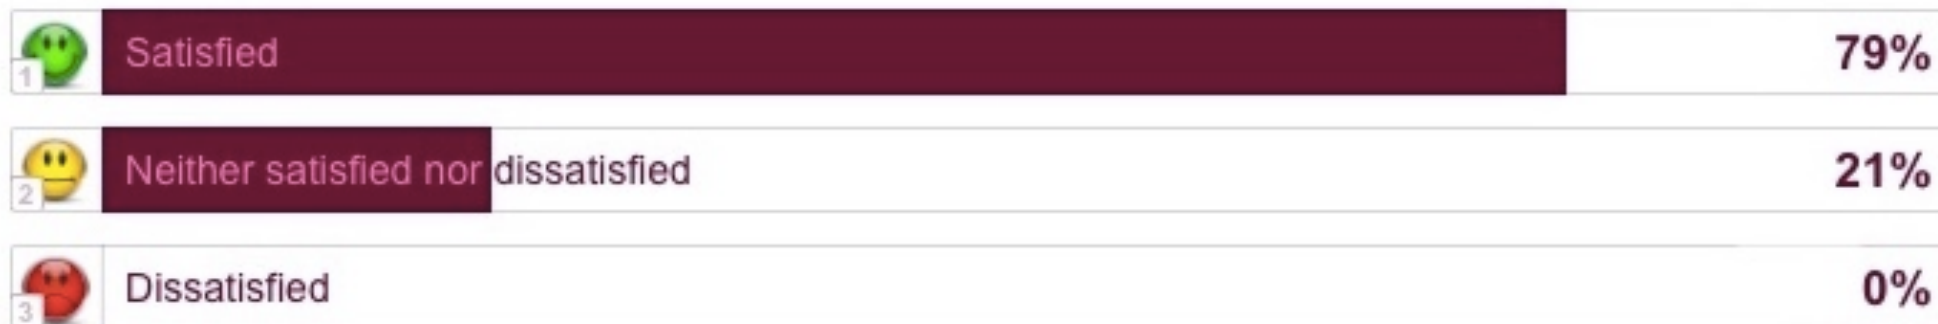 1 Satisfied 79%
2 Neither satisfied nor dissatisfied 21%
3 Dissatisfied 0%